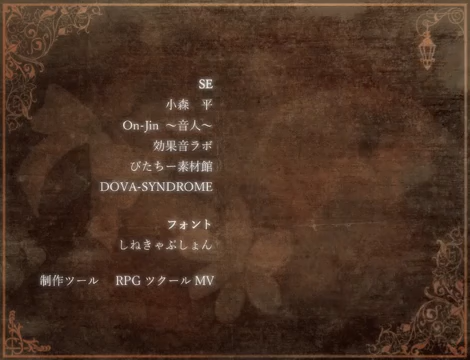 SE
小森　平
On-Jin ～音人～
効果音ラボ
ぴたちー素材館
DOVA-SYNDROME
フォント
しねきゃぷしょん
制作ツール　RPG ツクール MV